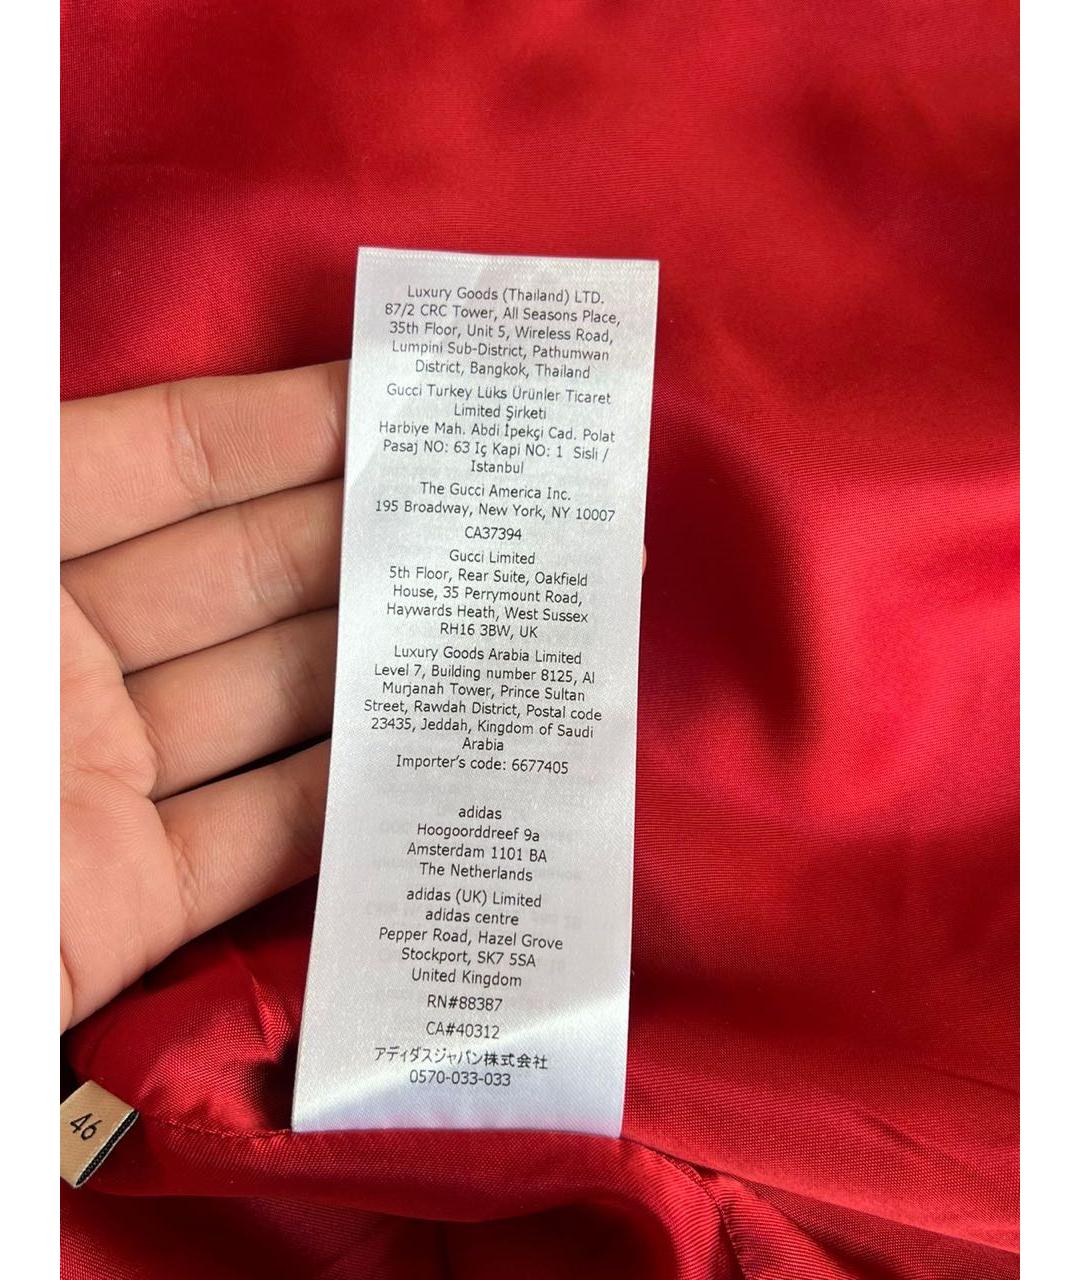 Luxury Goods (Thailand) LTD.
87/2 CRC Tower, All Seasons Place,
35th Floor, Unit 5, Wireless Road,
Lumpini Sub-District, Pathumwan
District, Bangkok, Thailand
Gucci Turkey Lüks Ürünler Ticaret
Limited Şirketi
Harbiye Mah. Abdi İpekçi Cad. Polat
Pasaj NO: 63 Iç Kapi NO: 1 Sisli /
Istanbul
The Gucci America Inc.
195 Broadway, New York, NY 10007
CA37394
Gucci Limited
5th Floor, Rear Suite, Oakfield
House, 35 Perrymount Road,
Haywards Heath, West Sussex
RH16 3BW, UK
Luxury Goods Arabia Limited
Level 7, Building number 8125, Al
Murjanah Tower, Prince Sultan
Street, Rawdah District, Postal code
23435, Jeddah, Kingdom of Saudi
Arabia
Importer's code: 6677405
adidas
Hoogoorddreef 9a
Amsterdam 1101 BA
The Netherlands
adidas (UK) Limited
adidas centre
Pepper Road, Hazel Grove
Stockport, SK7 5SA
United Kingdom
RN#88387
CA#40312
アディダスジャパン株式会社
0570-033-033
46